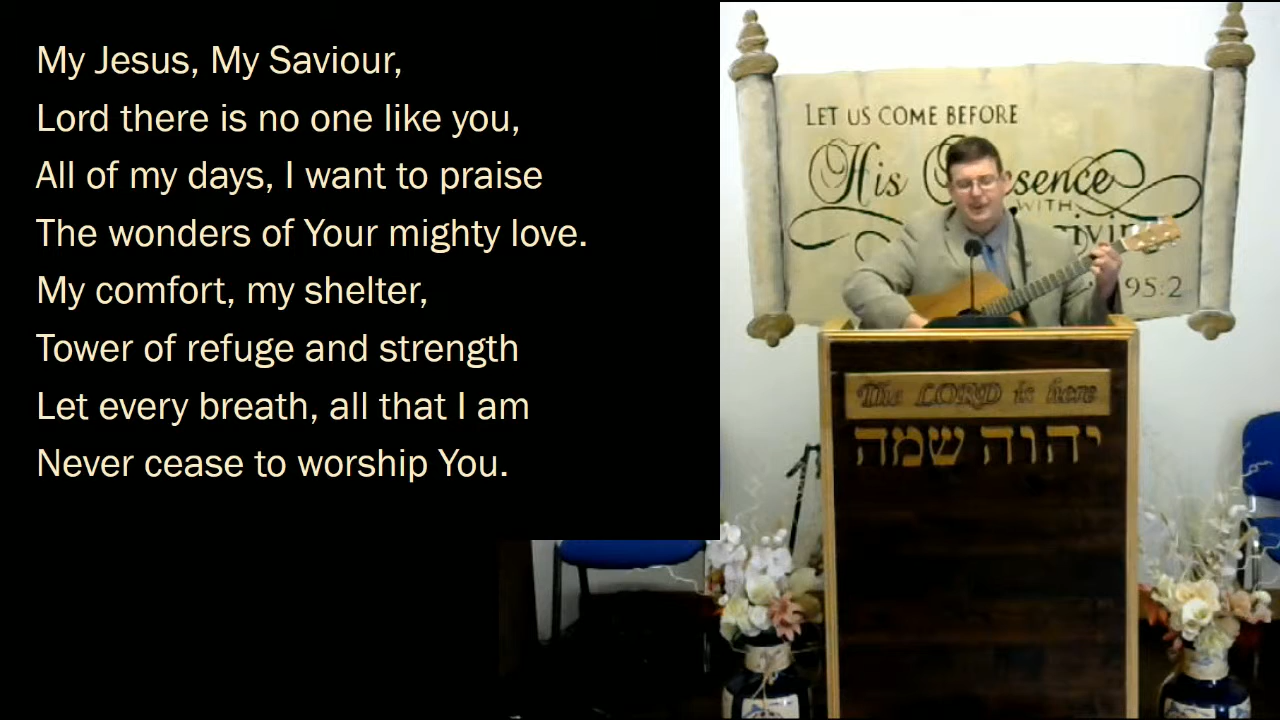 My Jesus, My Saviour,
Lord there is no one like you,
All of my days, I want to praise
The wonders of Your mighty love.
My comfort, my shelter,
Tower of refuge and strength
Let every breath, all that I am
Never cease to worship You.
LET US COME BEFORE
His
WITH
95:2
The LORD is here
יהוה שמה